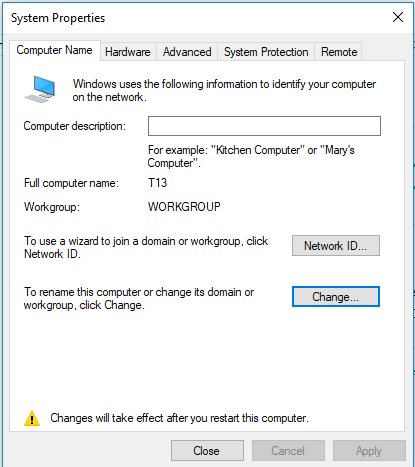 System Properties
Computer Name Hardware Advanced System Protection Remote
Windows uses the following information to identify your computer
on the network.
Computer description:
For example: "Kitchen Computer" or "Mary's
Computer".
Full computer name: T13
Workgroup: WORKGROUP
To use a wizard to join a domain or workgroup, click
Network ID.
Network ID...
To rename this computer or change its domain or
workgroup, click Change.
Change...
Changes will take effect after you restart this computer.
Close Cancel Apply